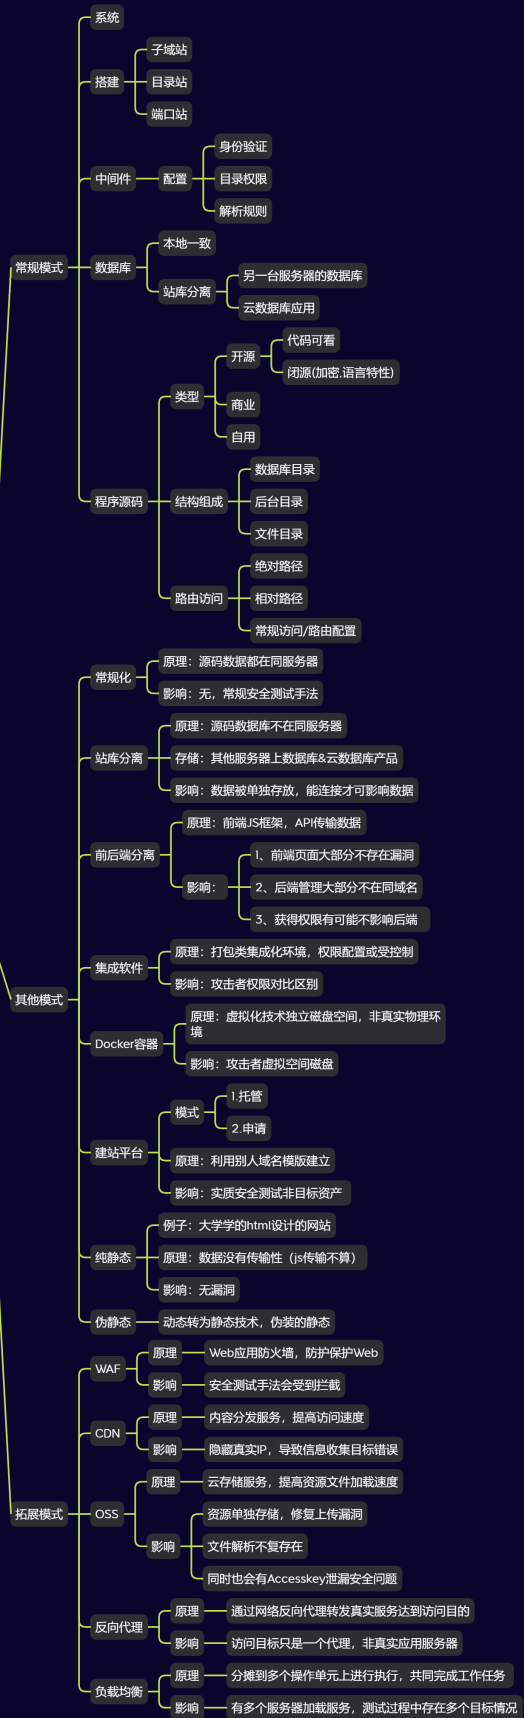 系统
子域站
搭建
目录站
端口站
身份验证
中间件
配置
目录权限
解析规则
本地一致
常规模式
数据库
另一台服务器的数据库
站库分离
云数据库应用
代码可看
开源
闭源(加密,语言特性)
类型
商业
自用
数据库目录
程序源码
结构组成
后台目录
文件目录
绝对路径
路由访问
相对路径
常规访问/路由配置
原理：源码数据都在同服务器
常规化
影响：无，常规安全测试手法
原理：源码数据库不在同服务器
站库分离
存储：其他服务器上数据库&云数据库产品
影响：数据被单独存放，能连接才可影响数据
原理：前端JS框架，API传输数据
前后端分离
1、前端页面大部分不存在漏洞
影响：
2、后端管理大部分不在同域名
3、获得权限有可能不影响后端
原理：打包类集成化环境，权限配置或受控制
集成软件
影响：攻击者权限对比区别
其他模式
原理：虚拟化技术独立磁盘空间，非真实物理环
境
Docker容器
影响：攻击者虚拟空间磁盘
1.托管
模式
2.申请
建站平台
原理：利用别人域名模版建立
影响：实质安全测试非目标资产
例子：大学学的html设计的网站
纯静态
原理：数据没有传输性（js传输不算）
影响：无漏洞
伪静态
动态转为静态技术，伪装的静态
原理
Web应用防火墙，防护保护Web
WAF
影响
安全测试手法会受到拦截
原理
内容分发服务，提高访问速度
CDN
影响
隐藏真实IP，导致信息收集目标错误
原理
云存储服务，提高资源文件加载速度
拓展模式
OSS
资源单独存储，修复上传漏洞
影响
文件解析不复存在
同时也会有Accesskey泄漏安全问题
原理
通过网络反向代理转发真实服务达到访问目的
反向代理
影响
访问目标只是一个代理，非真实应用服务器
原理
分摊到多个操作单元上进行执行，共同完成工作任务
负载均衡
影响
有多个服务器加载服务，测试过程中存在多个目标情况